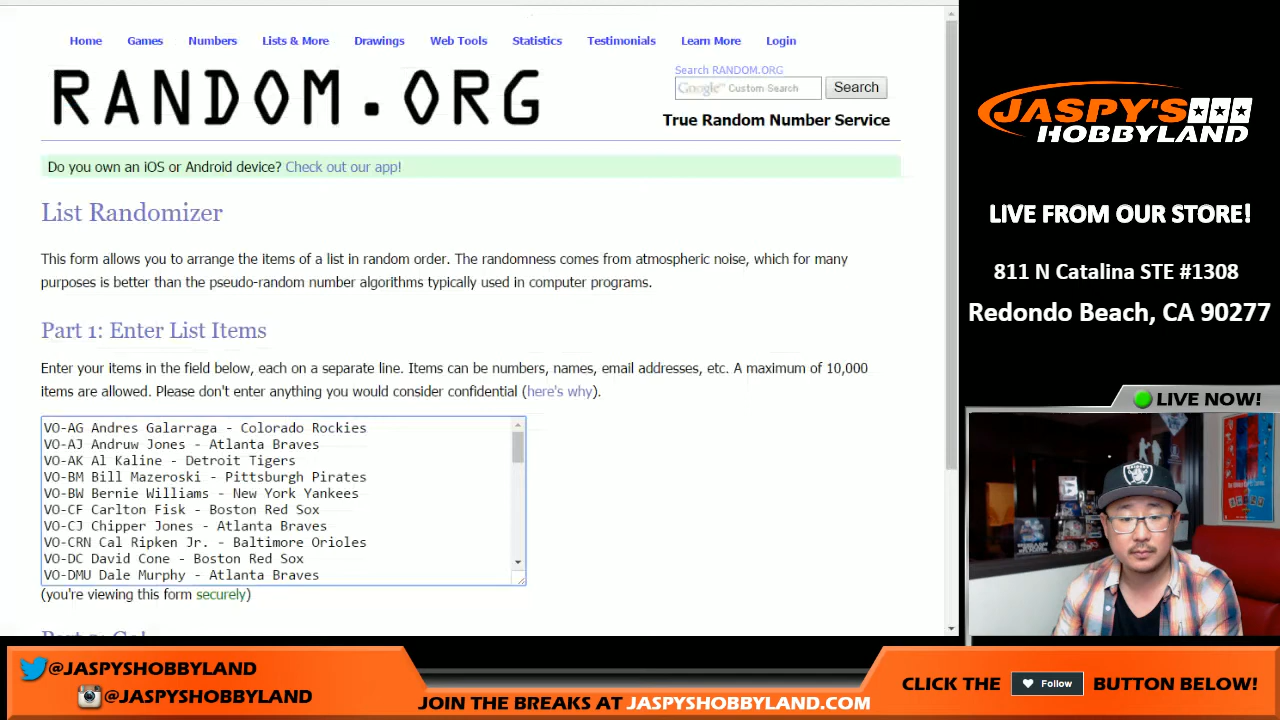 Home Games Numbers Lists & More Drawings Web Tools Statistics Testimonials Learn More Login
RANDOM.ORG
Search RANDOM.ORG
Google™ Custom Search
Search
True Random Number Service
Do you own an iOS or Android device? Check out our app!
List Randomizer
This form allows you to arrange the items of a list in random order. The randomness comes from atmospheric noise, which for many
purposes is better than the pseudo-random number algorithms typically used in computer programs.
Part 1: Enter List Items
Enter your items in the field below, each on a separate line. Items can be numbers, names, email addresses, etc. A maximum of 10,000
items are allowed. Please don't enter anything you would consider confidential (here's why).
VO-AG Andres Galarraga - Colorado Rockies
VO-AJ Andruw Jones - Atlanta Braves
VO-AK Al Kaline - Detroit Tigers
VO-BM Bill Mazeroski - Pittsburgh Pirates
VO-BW Bernie Williams - New York Yankees
VO-CF Carlton Fisk - Boston Red Sox
VO-CJ Chipper Jones - Atlanta Braves
VO-CRN Cal Ripken Jr. - Baltimore Orioles
VO-DC David Cone - Boston Red Sox
VO-DMU Dale Murphy - Atlanta Braves
(you're viewing this form securely)
JASPY'S
HOBBYLAND
LIVE FROM OUR STORE!
811 N Catalina STE #1308
Redondo Beach, CA 90277
LIVE NOW!
@JASPYSHOBBYLAND
@JASPYSHOBBYLAND
JOIN THE BREAKS AT JASPYSHOBBYLAND.COM
CLICK THE Follow BUTTON BELOW!